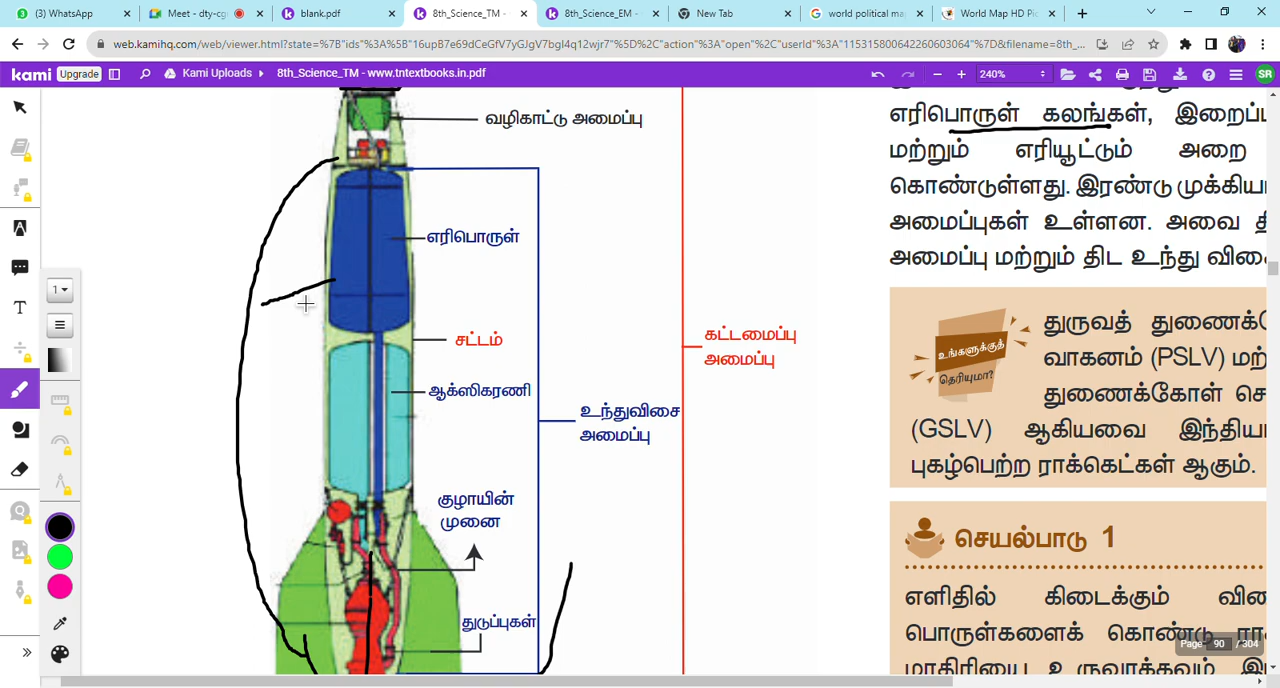 (3) WhatsApp
Meet - dty-cg
blank.pdf
8th_Science_TM -
8th_Science_EM -
New Tab
world political ma
World Map HD Pic
web.kamihq.com/web/viewer.html?state=%7B"ids"%3A%5B"16upB7e69dCeGfV7yGJgV7bgI4q12wjr7"%5D%2C"action"%3A"open"%2C"userId"%3A"115315800642260603064"%7D&filename=8th_...
kami Upgrade Kami Uploads 8th_Science_TM - www.tntextbooks.in.pdf 240% SR
வழிகாட்டு அமைப்பு
எரிபொருள்
சட்டம்
ஆக்ஸிகரணி
குழாயின்
முனை
துடுப்புகள்
உந்துவிசை
அமைப்பு
கட்டமைப்பு
அமைப்பு
எரிபொருள் கலங்கள், இறைப்
மற்றும் எரியூட்டும் அறை
கொண்டுள்ளது. இரண்டு முக்கிய
அமைப்புகள் உள்ளன. அவை தி
அமைப்பு மற்றும் திட உந்து விசை
உங்களுக்குத்
தெரியுமா?
துருவத் துணைக்
வாகனம் (PSLV) மற்
துணைக்கோள் செ
(GSLV) ஆகியவை இந்திய
புகழ்பெற்ற ராக்கெட்கள் ஆகும்.
செயல்பாடு 1
எளிதில் கிடைக்கும்
பொருள்களைக் கொண்டு
மாதிரியை உருவாக்கவும்
Page: 90 / 304
1